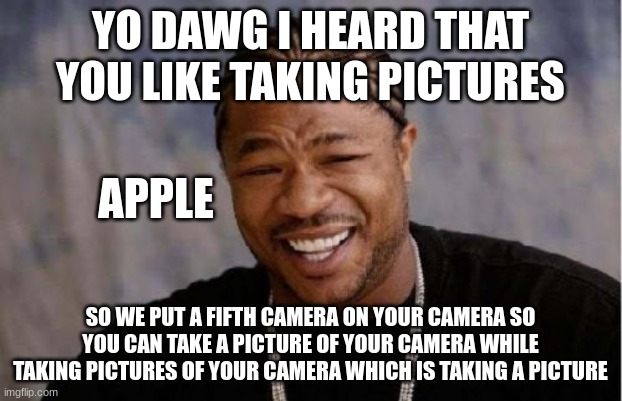 YO DAWG I HEARD THAT
YOU LIKE TAKING PICTURES
APPLE
SO WE PUT A FIFTH CAMERA ON YOUR CAMERA SO
YOU CAN TAKE A PICTURE OF YOUR CAMERA WHILE
TAKING PICTURES OF YOUR CAMERA WHICH IS TAKING A PICTURE
imgflip.com